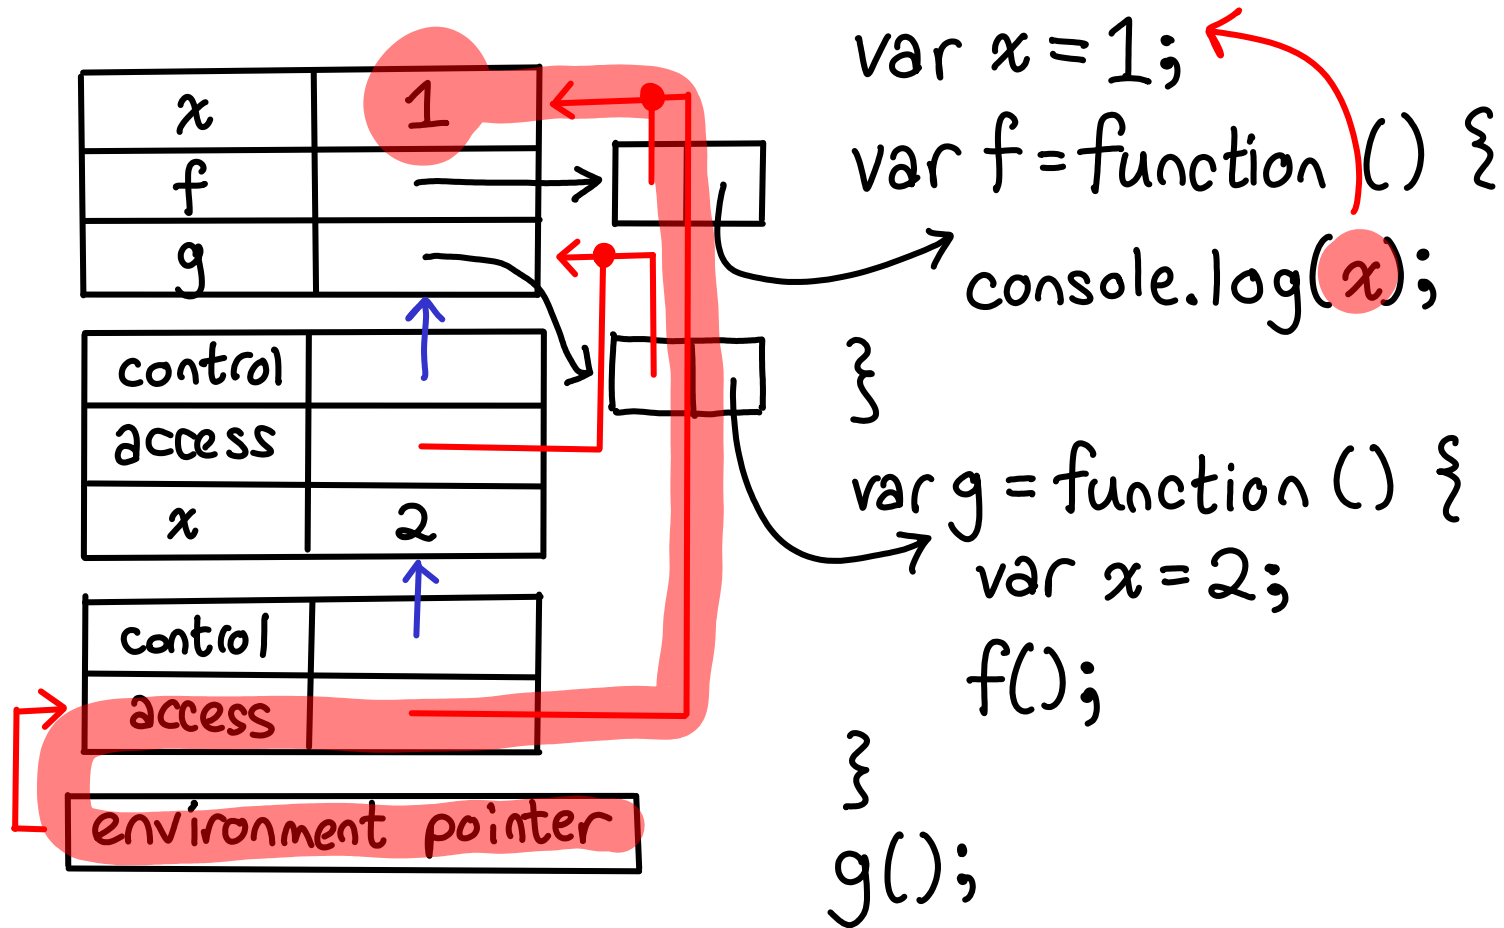 x 1
f
g
control
access
x 2
control
access
environment pointer
var x = 1;
var f = function () {
console.log(x);
}
var g = function () {
var x = 2;
f();
}
g();